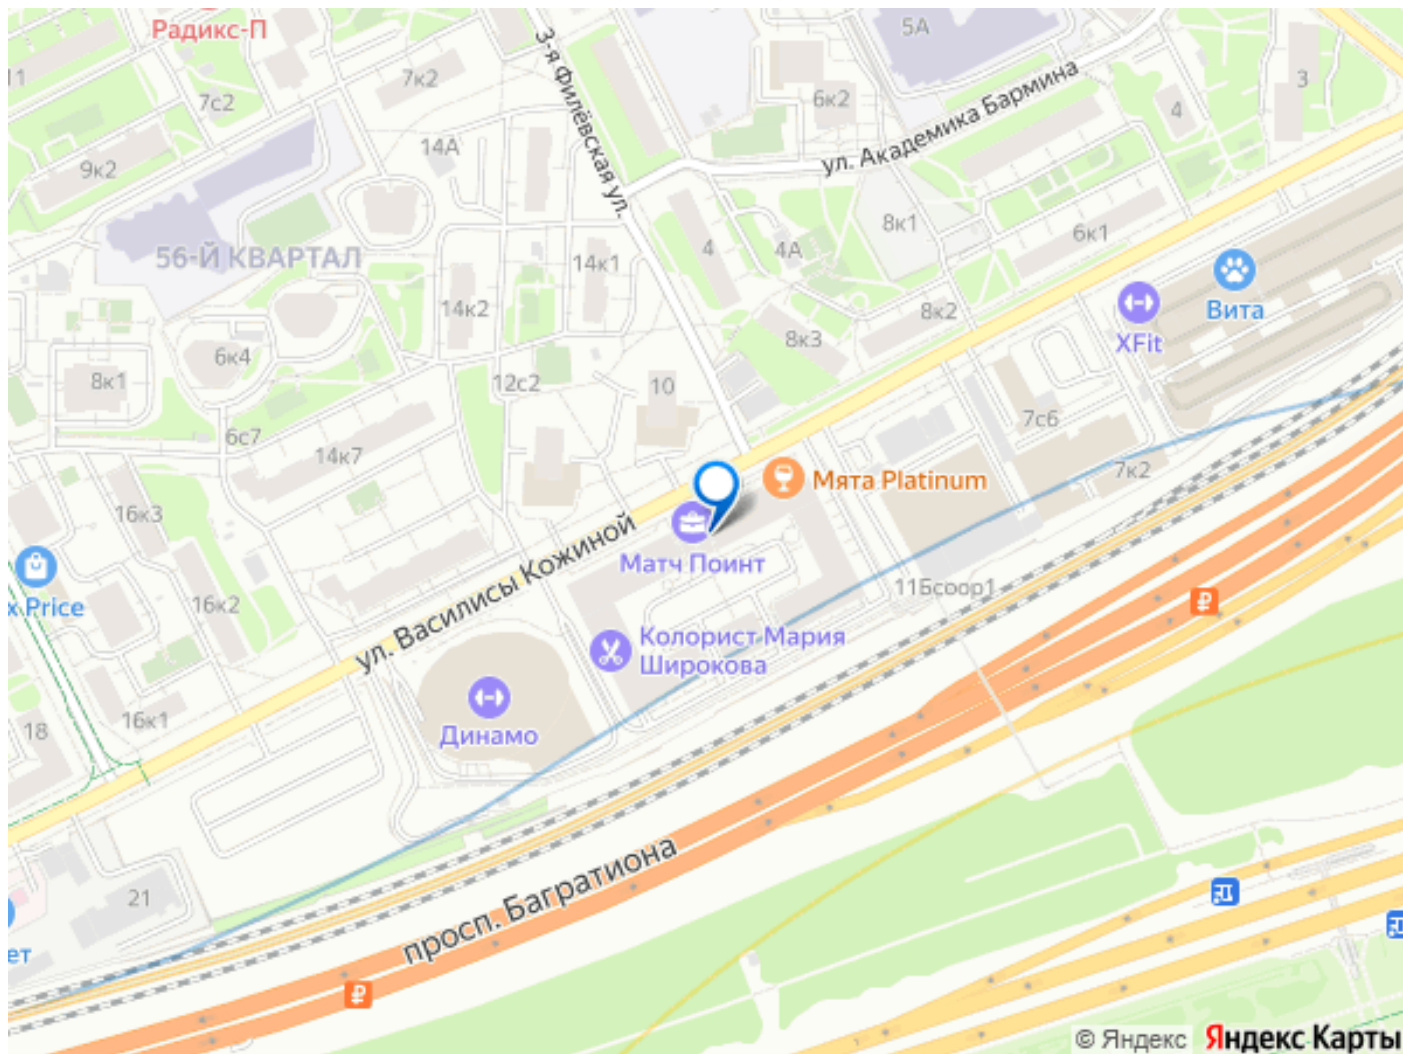 Радикс-П
11
7к2
7с2
9к2
14А
3-я Филёвская ул.
5А
6к2
ул. Академика Бармина
4
3
56-Й КВАРТАЛ
14к1
4
4А
8к1
6к1
14к2
8к2
Вита
XFit
6к4
8к3
8к1
12с2
10
7с6
6с7
14к7
7к2
Мята Platinum
16к3
Матч Поинт
ул. Василисы Кожиной
11Бсоор1
x Price
16к2
Колорист Мария
Широкова
18
16к1
Динамо
21
просп. Багратиона
ет
© Яндекс Яндекс Карты